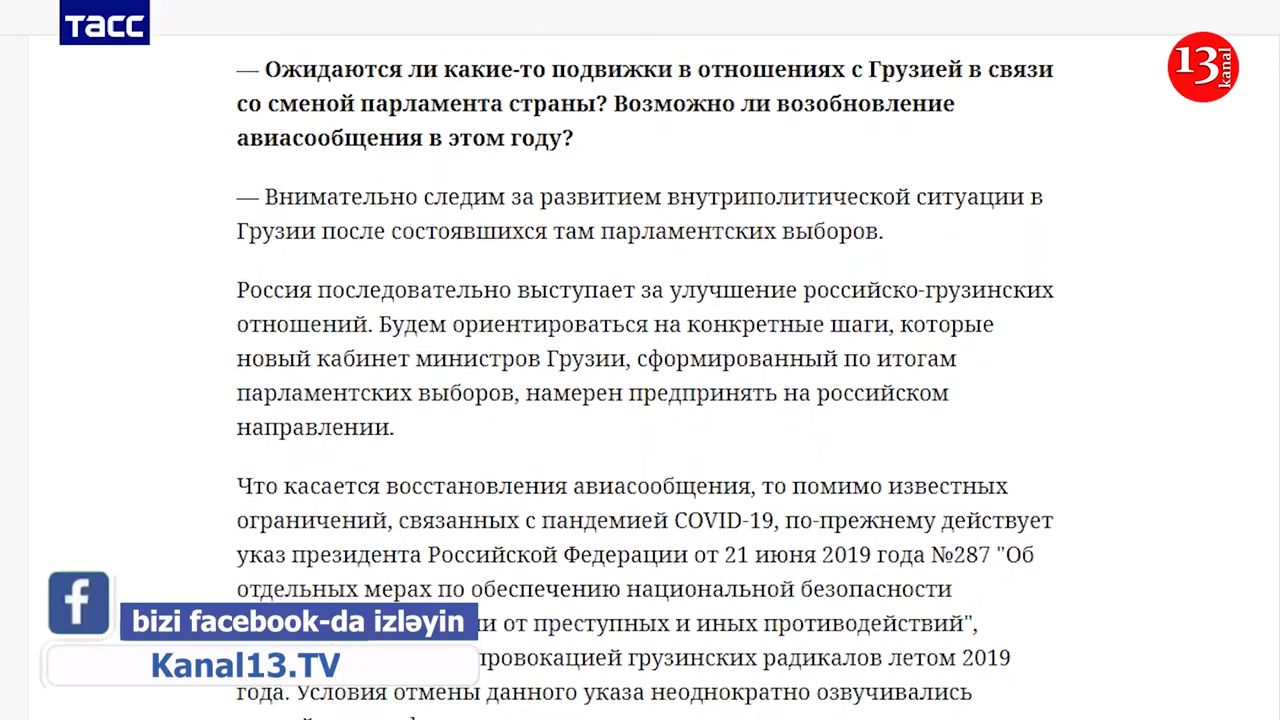 тасс
13
kanal
— Ожидаются ли какие-то подвижки в отношениях с Грузией в связи
со сменой парламента страны? Возможно ли возобновление
авиасообщения в этом году?
— Внимательно следим за развитием внутриполитической ситуации в
Грузии после состоявшихся там парламентских выборов.
Россия последовательно выступает за улучшение российско-грузинских
отношений. Будем ориентироваться на конкретные шаги, которые
новый кабинет министров Грузии, сформированный по итогам
парламентских выборов, намерен предпринять на российском
направлении.
Что касается восстановления авиасообщения, то помимо известных
ограничений, связанных с пандемией COVID-19, по-прежнему действует
указ президента Российской Федерации от 21 июня 2019 года №287 "Об
отдельных мерах по обеспечению национальной безопасности
от преступных и иных противодействий",
провокацией грузинских радикалов летом 2019
года. Условия отмены данного указа неоднократно озвучивались
f
bizi facebook-da izləyin
Kanal13.TV